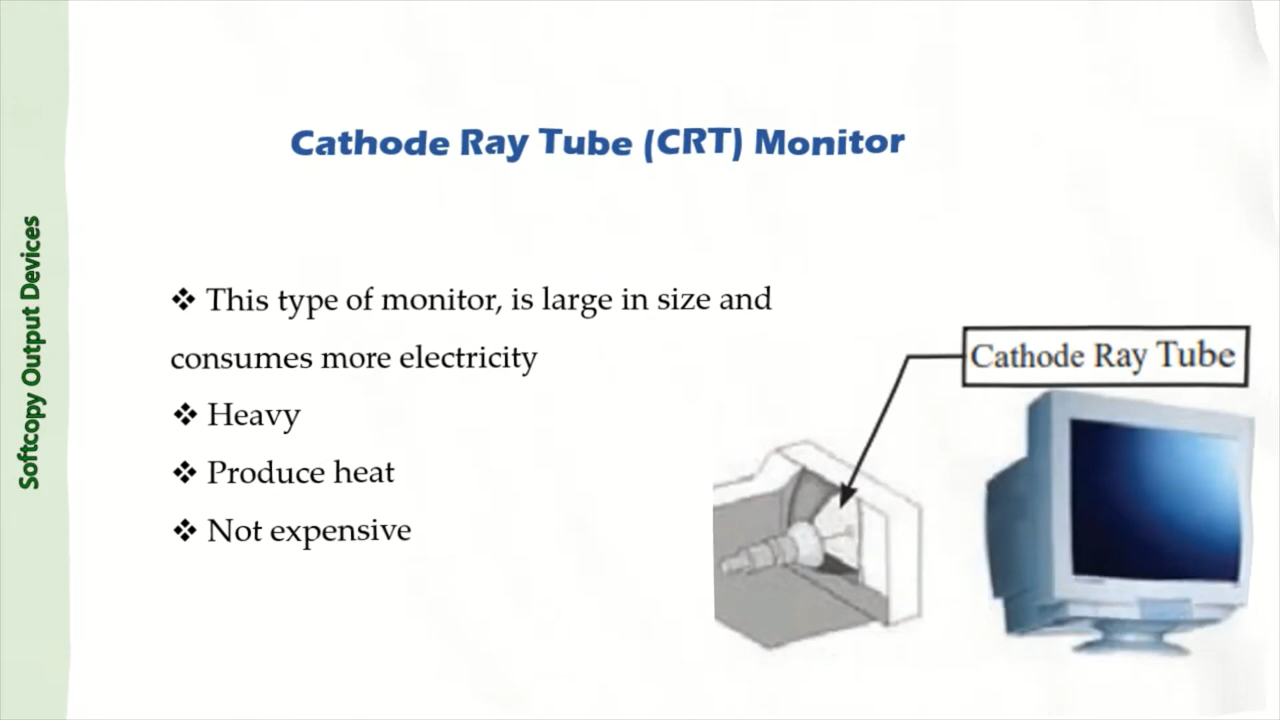 Cathode Ray Tube (CRT) Monitor
Softcopy Output Devices
❖ This type of monitor, is large in size and
consumes more electricity
❖ Heavy
❖ Produce heat
❖ Not expensive
Cathode Ray Tube